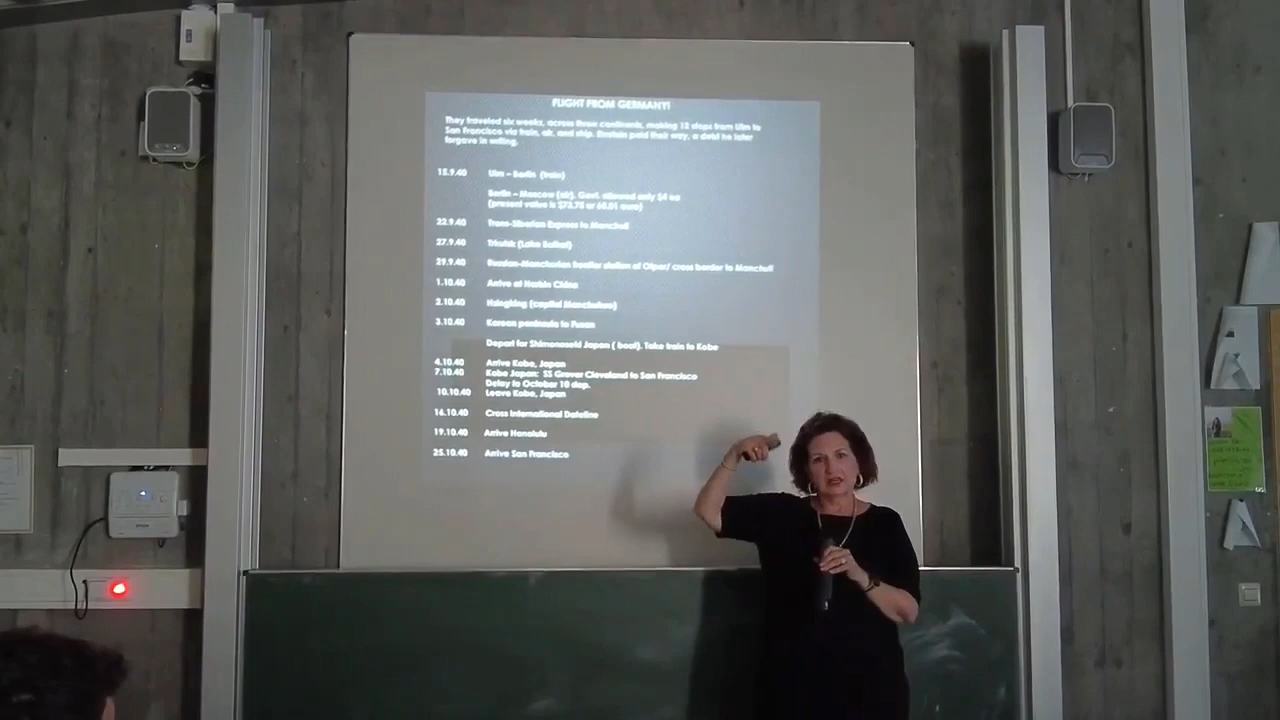 FLIGHT FROM GERMANY!
They traveled six weeks, across three continents, making 15 stops from Ulm to
San Francisco via train, air, and ship. Einstein paid their way, a debt he later
forgave in writing.
15.9.40 Ulm – Berlin (train)
Berlin – Moscow (air). Govt. allowed only $4 ea
(present value is $73.75 or 60.01 euro)
22.9.40 Trans-Siberian Express to Manchuli
27.9.40 (Lake Baikal)
29.9.40 Russian-Manchurian frontier station of Otpor/ cross border to Manchuli
1.10.40 Arrive at Harbin China
2.10.40 Hsingking (capital
3.10.40 Korean peninsula to Fusan
Depart for Shimonoseki Japan ( boat). Take train to Kobe
4.10.40 Arrive Kobe, Japan
7.10.40 Kobe Japan: SS Grover Cleveland to San Francisco
Delay to October 10 dep.
10.10.40 Leave Kobe, Japan
16.10.40 Cross International Dateline
19.10.40 Arrive Honolulu
25.10.40 Arrive San Francisco
EPSON